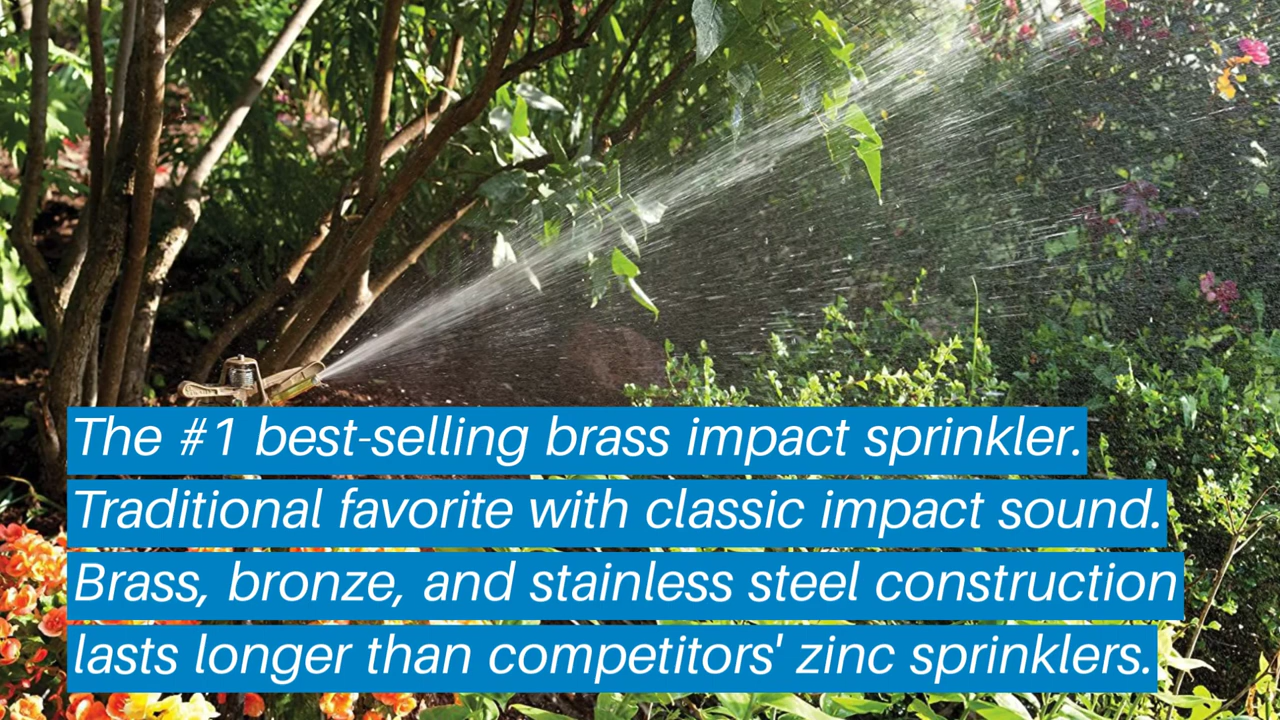 The #1 best-selling brass impact sprinkler.
Traditional favorite with classic impact sound.
Brass, bronze, and stainless steel construction
lasts longer than competitors' zinc sprinklers.